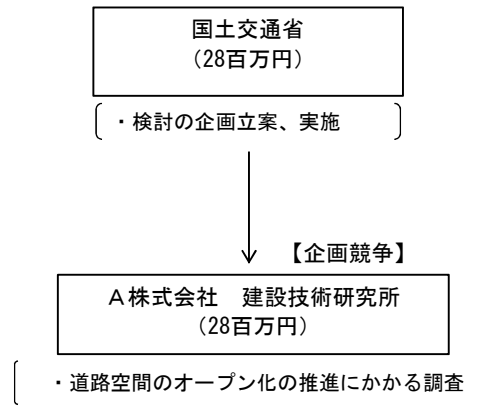 国土交通省
（28百万円）
・検討の企画立案、実施
【企画競争】
Ａ株式会社　建設技術研究所
（28百万円）
・道路空間のオープン化の推進にかかる調査